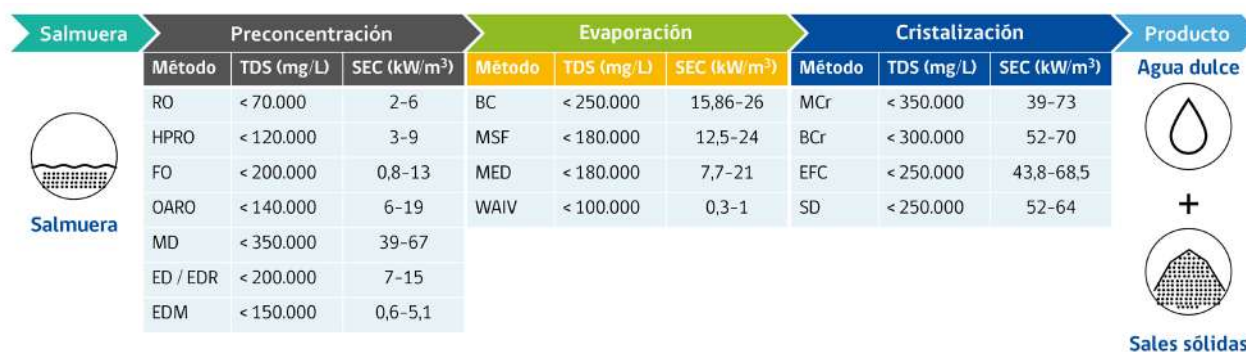 Salmuera Preconcentración Evaporación Cristalización Producto
Método TDS (mg/L) SEC (kW/m³) Método TDS (mg/L) SEC (kW/m³) Método TDS (mg/L) SEC (kW/m³) Agua dulce
RO < 70.000 2–6 BC < 250.000 15,86–26 MCr < 350.000 39–73
HPRO < 120.000 3–9 MSF < 180.000 12,5–24 BCr < 300.000 52–70
FO < 200.000 0,8–13 MED < 180.000 7,7–21 EFC < 250.000 43,8–68,5
OARO < 140.000 6–19 WAIV < 100.000 0,3–1 SD < 250.000 52–64 +
Salmuera
MD < 350.000 39–67
ED / EDR < 200.000 7–15
EDM < 150.000 0,6–5,1
Sales sólidas